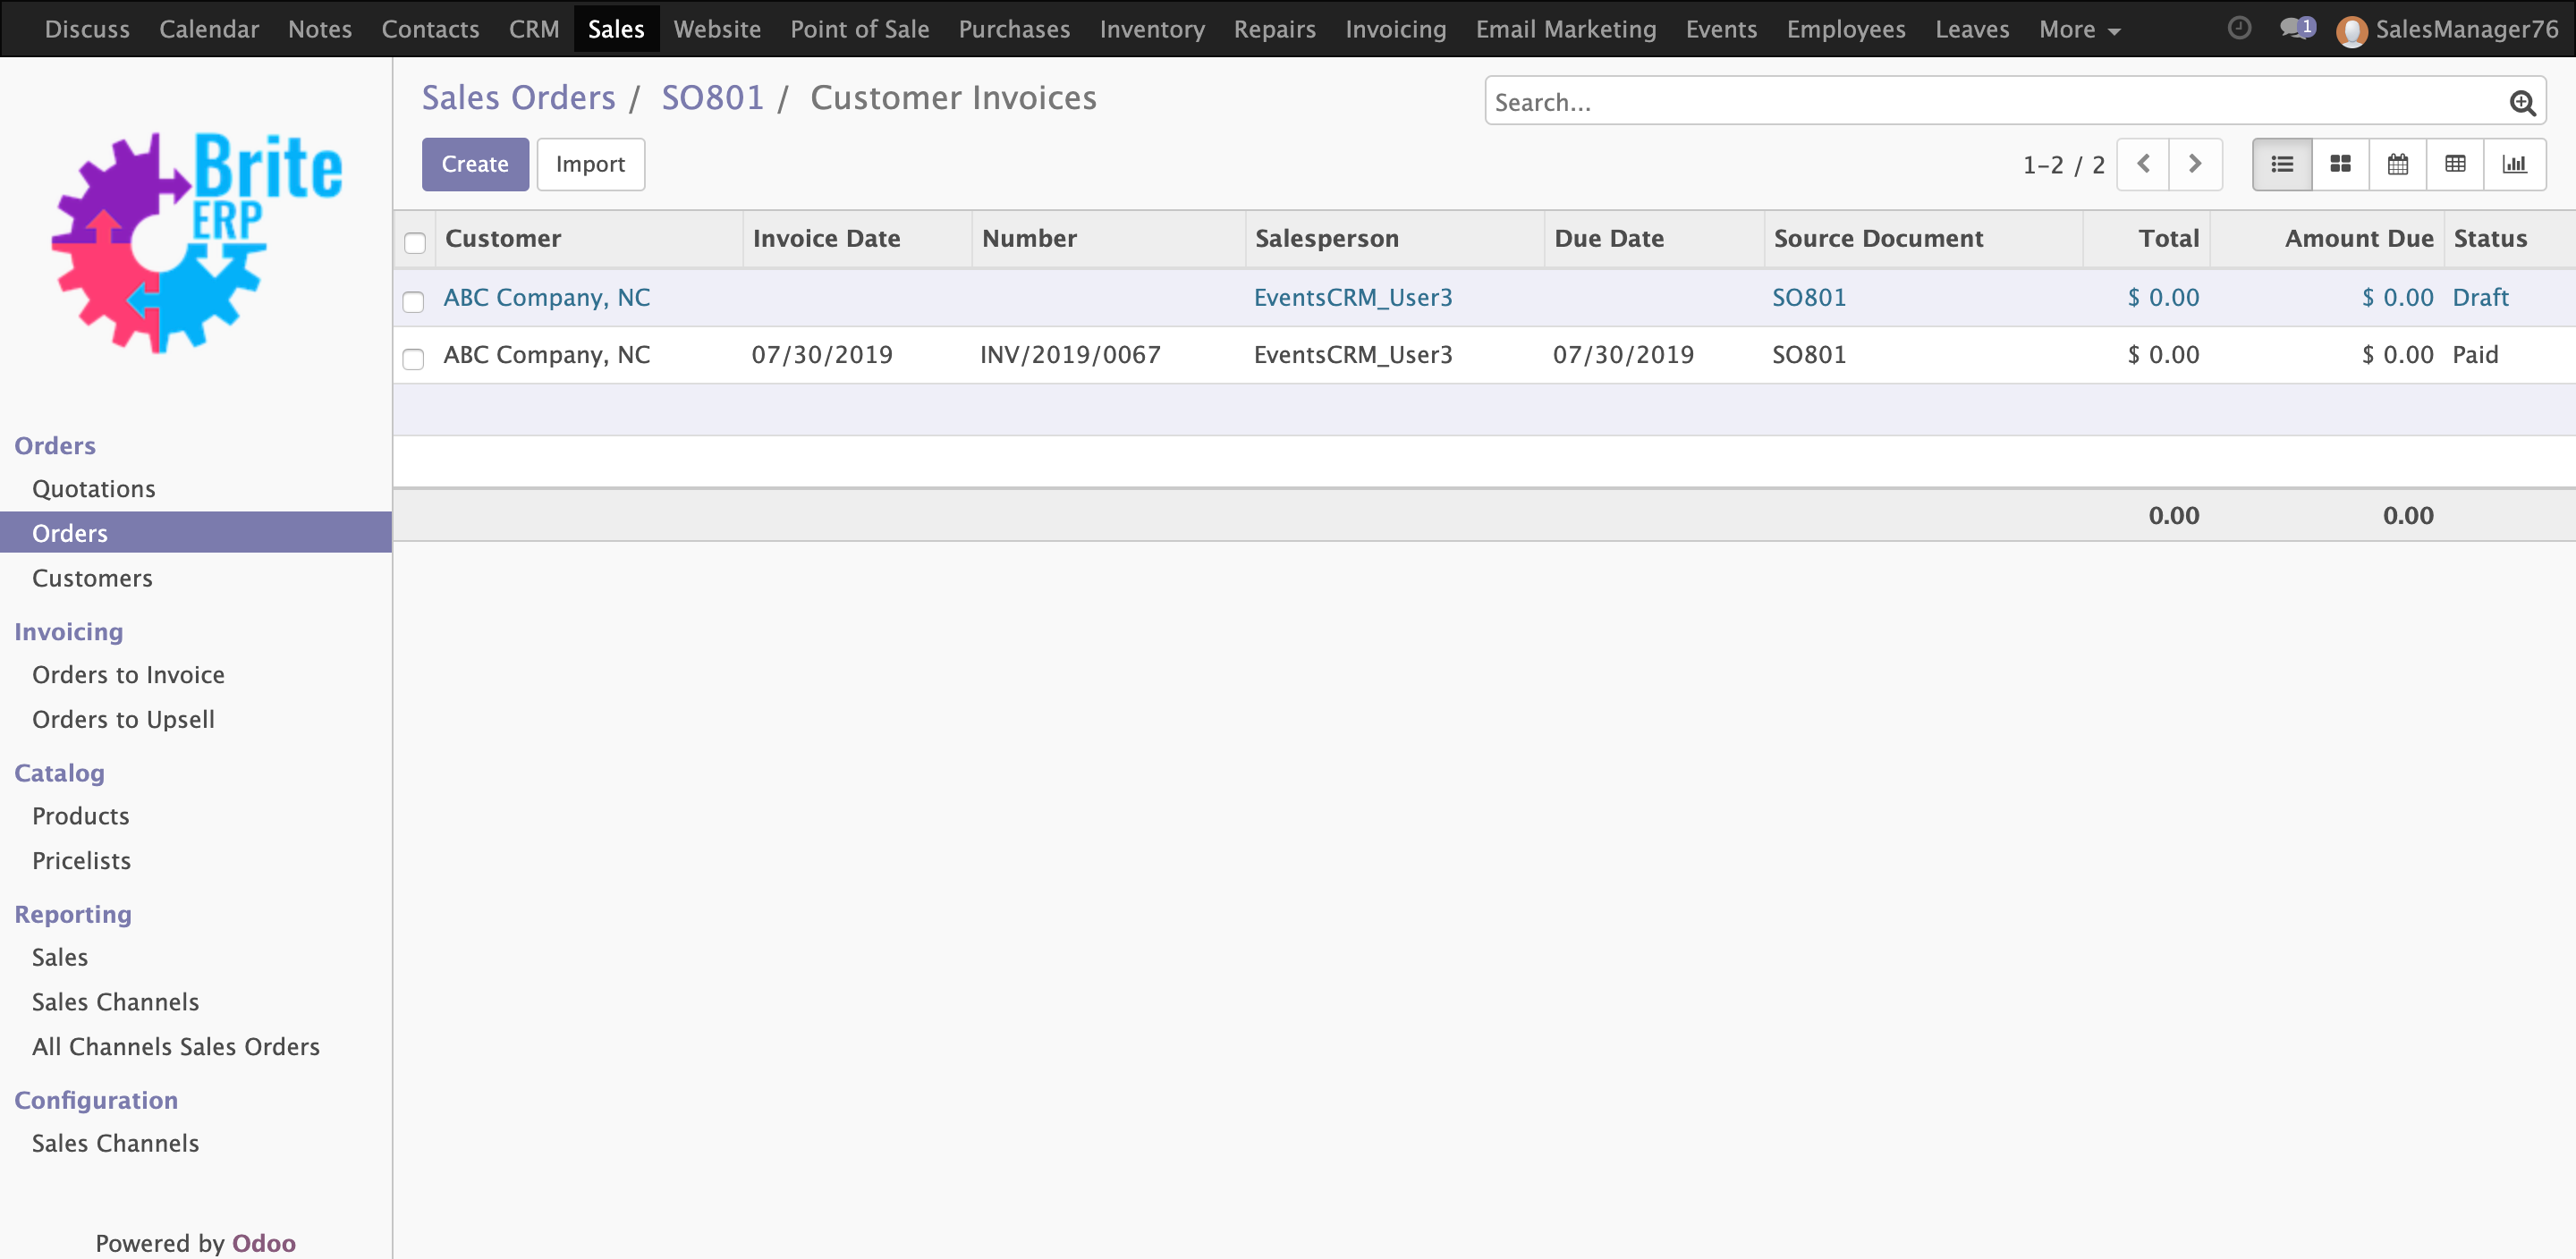 Discuss Calendar Notes Contacts CRM Sales Website Point of Sale Purchases Inventory Repairs Invoicing Email Marketing Events Employees Leaves More 1 SalesManager76
Brite
ERP
Orders
Quotations
Orders
Customers
Invoicing
Orders to Invoice
Orders to Upsell
Catalog
Products
Pricelists
Reporting
Sales
Sales Channels
All Channels Sales Orders
Configuration
Sales Channels
Powered by Odoo
Sales Orders / SO801 / Customer Invoices
Search...
Create Import
1-2 / 2
Customer Invoice Date Number Salesperson Due Date Source Document Total Amount Due Status
ABC Company, NC EventsCRM_User3 SO801 $ 0.00 $ 0.00 Draft
ABC Company, NC 07/30/2019 INV/2019/0067 EventsCRM_User3 07/30/2019 SO801 $ 0.00 $ 0.00 Paid
0.00 0.00